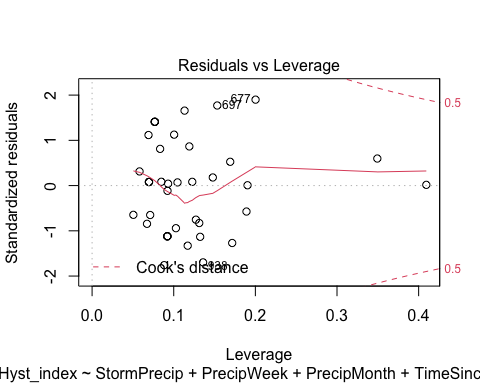 Residuals vs Leverage
Standardized residuals
2
1
0
-1
-2
677
697
0.5
0.5
Cook's distance
0.0 0.1 0.2 0.3 0.4
Leverage
Hyst_index ~ StormPrecip + PrecipWeek + PrecipMonth + TimeSinc